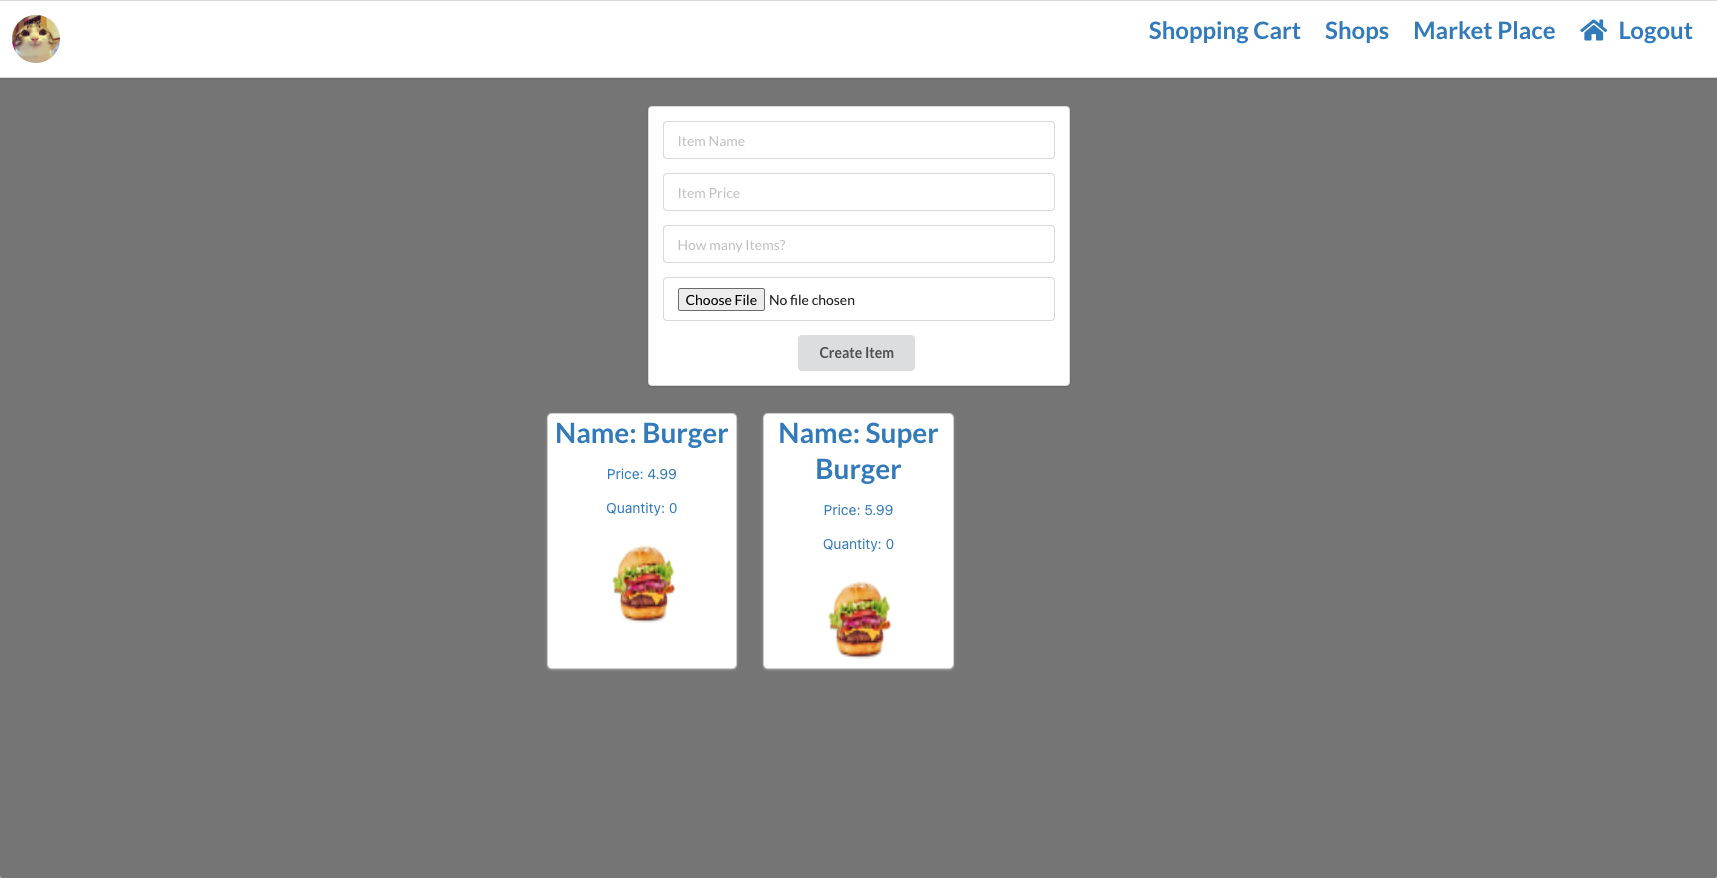 Shopping Cart Shops Market Place Logout
Item Name
Item Price
How many Items?
Choose File No file chosen
Create Item
Name: Burger
Price: 4.99
Quantity: 0
Name: Super
Burger
Price: 5.99
Quantity: 0